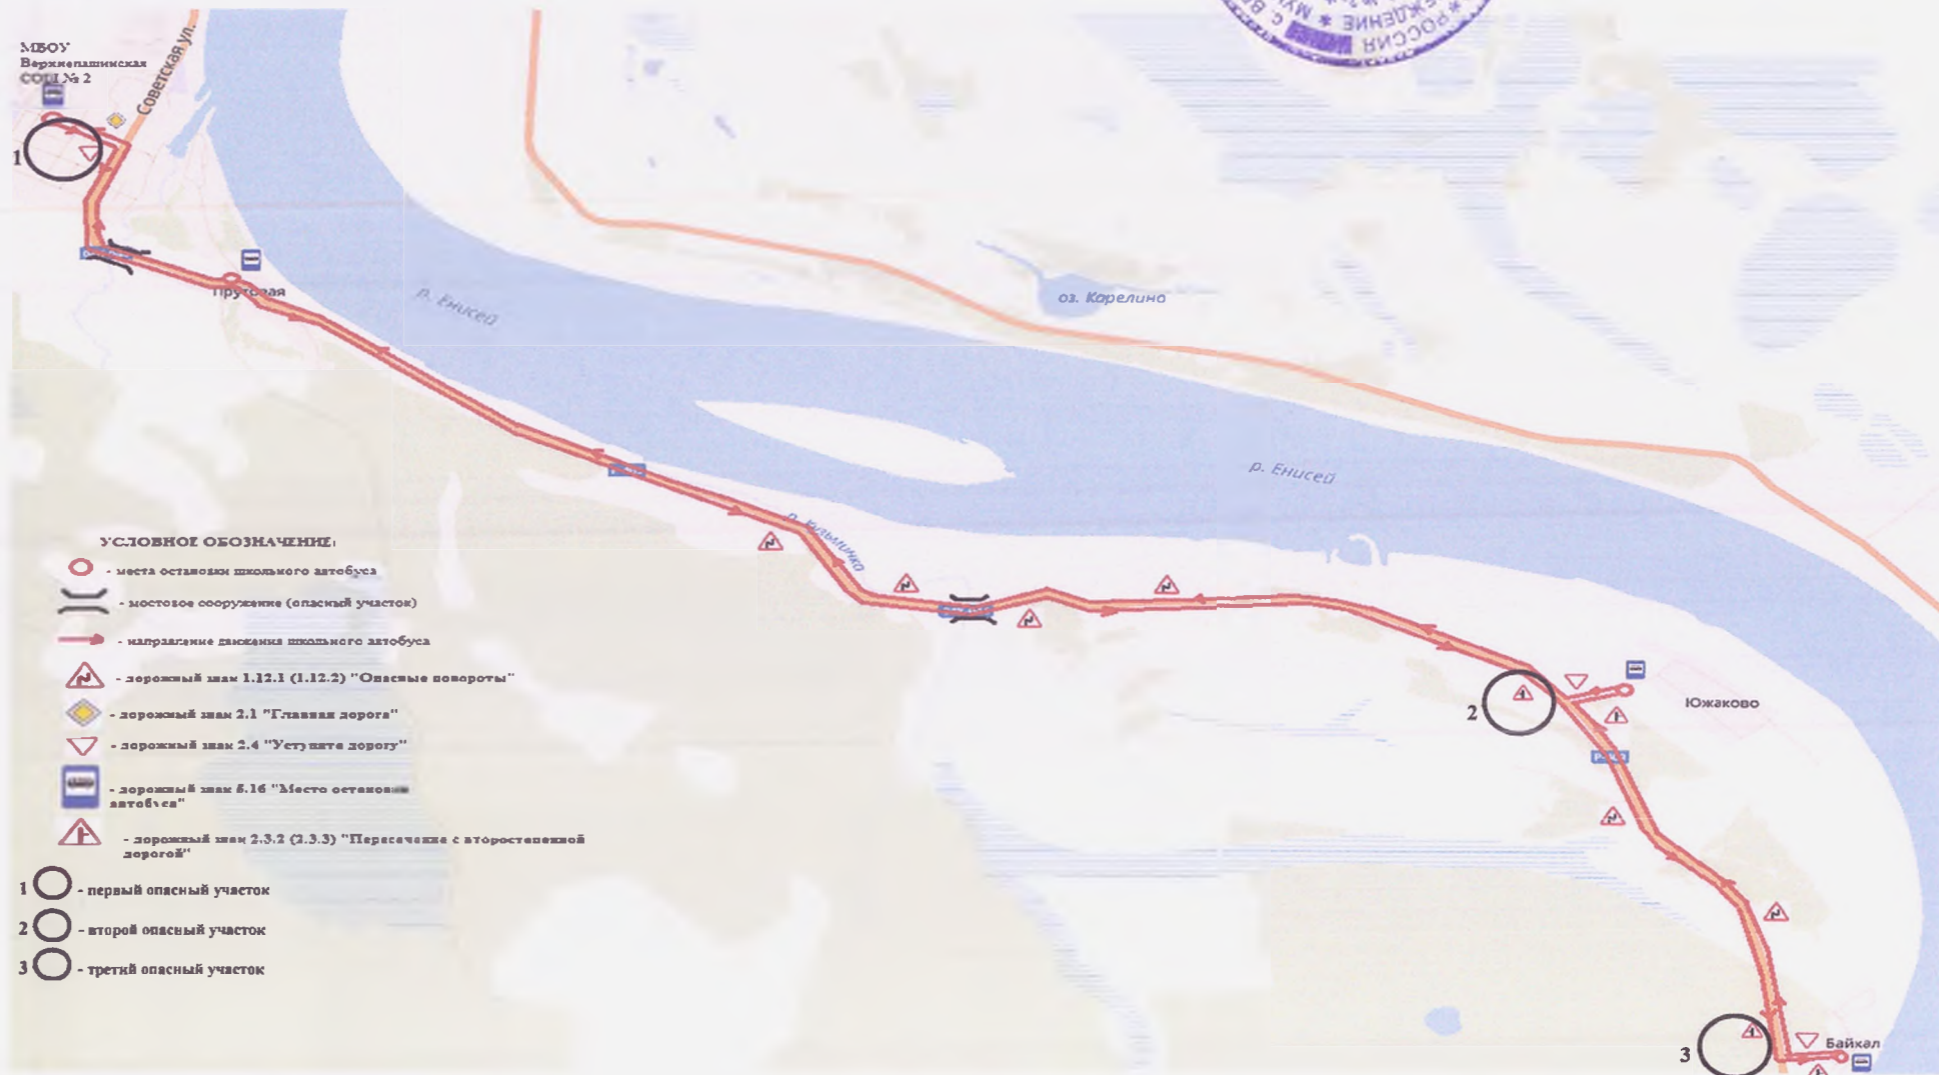 МБОУ
Верхнепашинская
СОШ № 2
Советская ул.
С. В
МУ
* РОССИЯ
ЖДЕНИЕ *
1
Прутовая
р. Енисей
оз. Карелино
р. Енисей
р. Кузьминка
2
Южаково
3
Байкал
УСЛОВНОЕ ОБОЗНАЧЕНИЕ:
- места остановки школьного автобуса
- мостовое сооружение (опасный участок)
- направление движения школьного автобуса
- дорожный знак 1.12.1 (1.12.2) "Опасные повороты"
- дорожный знак 2.1 "Главная дорога"
- дорожный знак 2.4 "Уступите дорогу"
- дорожный знак 5.16 "Место остановки
автобуса"
- дорожный знак 2.3.2 (2.3.3) "Пересечение с второстепенной
дорогой"
1 - первый опасный участок
2 - второй опасный участок
3 - третий опасный участок